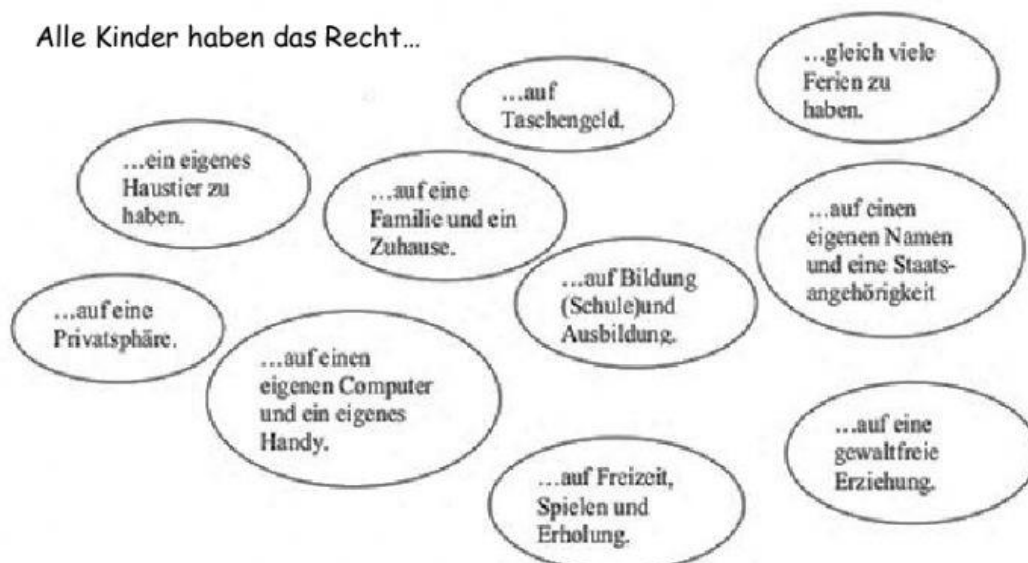 Alle Kinder haben das Recht...
...auf
Taschengeld.
...gleich viele
Ferien zu
haben.
...ein eigenes
Haustier zu
haben.
...auf eine
Familie und ein
Zuhause.
...auf einen
eigenen Namen
und eine Staats-
angehörigkeit
...auf eine
Privatsphäre.
...auf Bildung
(Schule)und
Ausbildung.
...auf einen
eigenen Computer
und ein eigenes
Handy.
...auf eine
gewaltfreie
Erziehung.
...auf Freizeit,
Spielen und
Erholung.